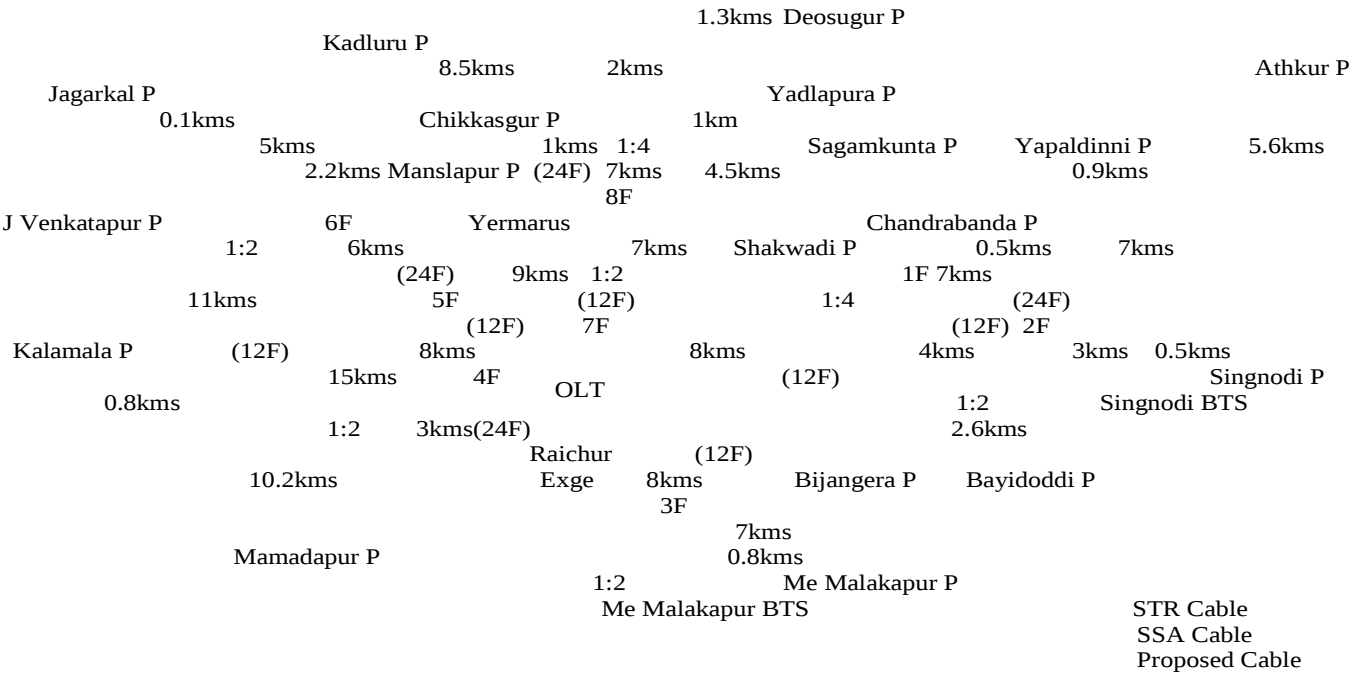 1.3kms Deosugur P
Kadluru P
8.5kms 2kms Athkur P
Jagarkal P Yadlapura P
0.1kms Chikkasgur P 1km
5kms 1kms 1:4 Sagamkunta P Yapaldinni P 5.6kms
2.2kms Manslapur P (24F) 7kms 4.5kms 0.9kms
8F
J Venkatapur P 6F Yermarus Chandrabanda P
1:2 6kms 7kms Shakwadi P 0.5kms 7kms
(24F) 9kms 1:2 1F 7kms
11kms 5F (12F) 1:4 (24F)
(12F) 7F (12F) 2F
Kalamala P (12F) 8kms 8kms 4kms 3kms 0.5kms
15kms 4F (12F) Singnodi P
OLT
0.8kms 1:2 Singnodi BTS
1:2 3kms(24F) 2.6kms
Raichur (12F)
10.2kms Exge 8kms Bijangera P Bayidoddi P
3F
7kms
Mamadapur P 0.8kms
1:2 Me Malakapur P
Me Malakapur BTS STR Cable
SSA Cable
Proposed Cable